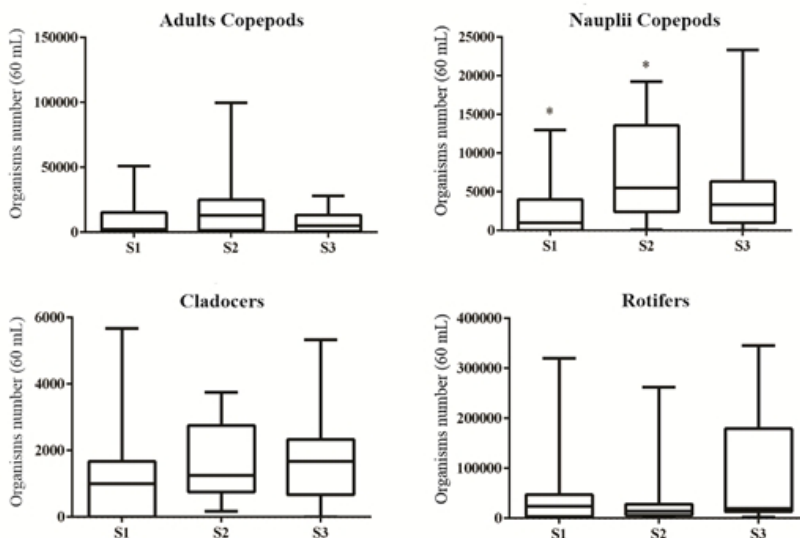 Adults Copepods
Organisms number (60 mL)
150000
100000
50000
0
S1 S2 S3
Nauplii Copepods
Organisms number (60 mL)
25000
20000
15000
10000
5000
0
* *
S1 S2 S3
Cladocers
Organisms number (60 mL)
6000
4000
2000
0
S1 S2 S3
Rotifers
Organisms number (60 mL)
400000
300000
200000
100000
0
S1 S2 S3